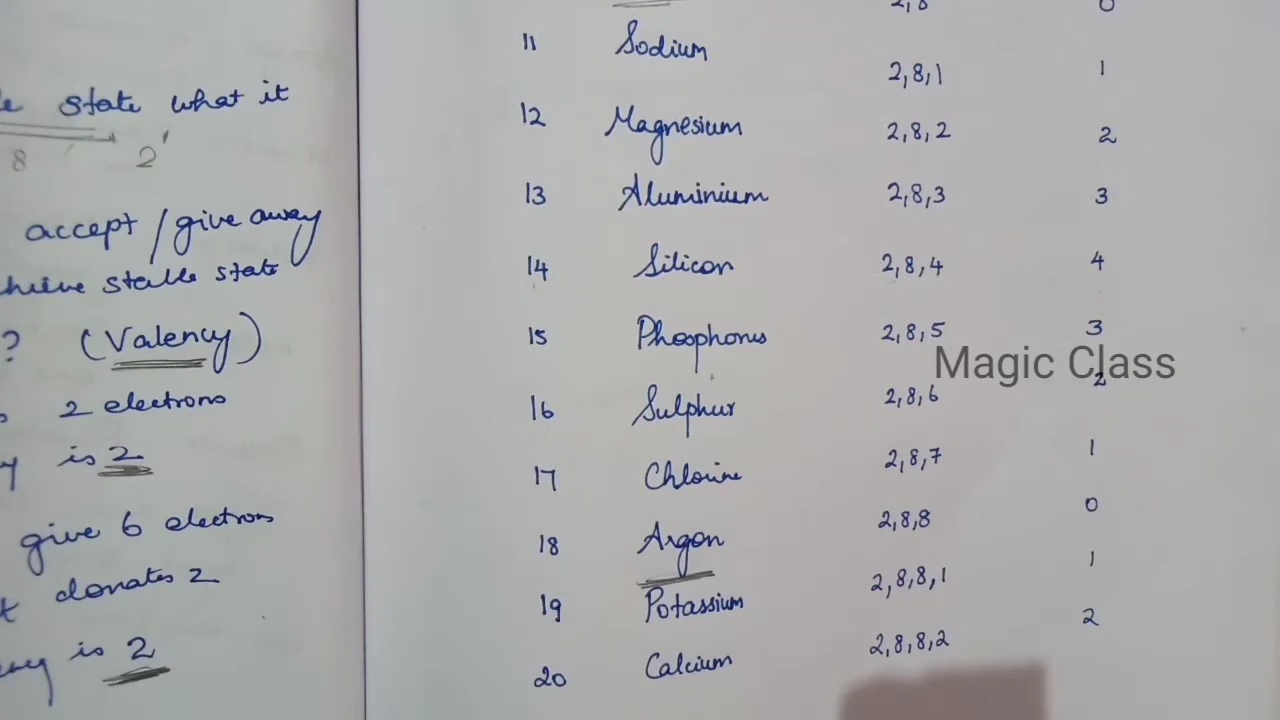 state what it
8 2
accept / give away
stable state
? (Valency)
2 electrons
is 2
give 6 electrons
donates 2
is 2
2,8 0
11 Sodium 2,8,1 1
12 Magnesium 2,8,2 2
13 Aluminium 2,8,3 3
14 Silicon 2,8,4 4
15 Phosphorus 2,8,5 3
Magic Class
16 Sulphur 2,8,6 2
17 Chlorine 2,8,7 1
18 Argon 2,8,8 0
19 Potassium 2,8,8,1 1
20 Calcium 2,8,8,2 2